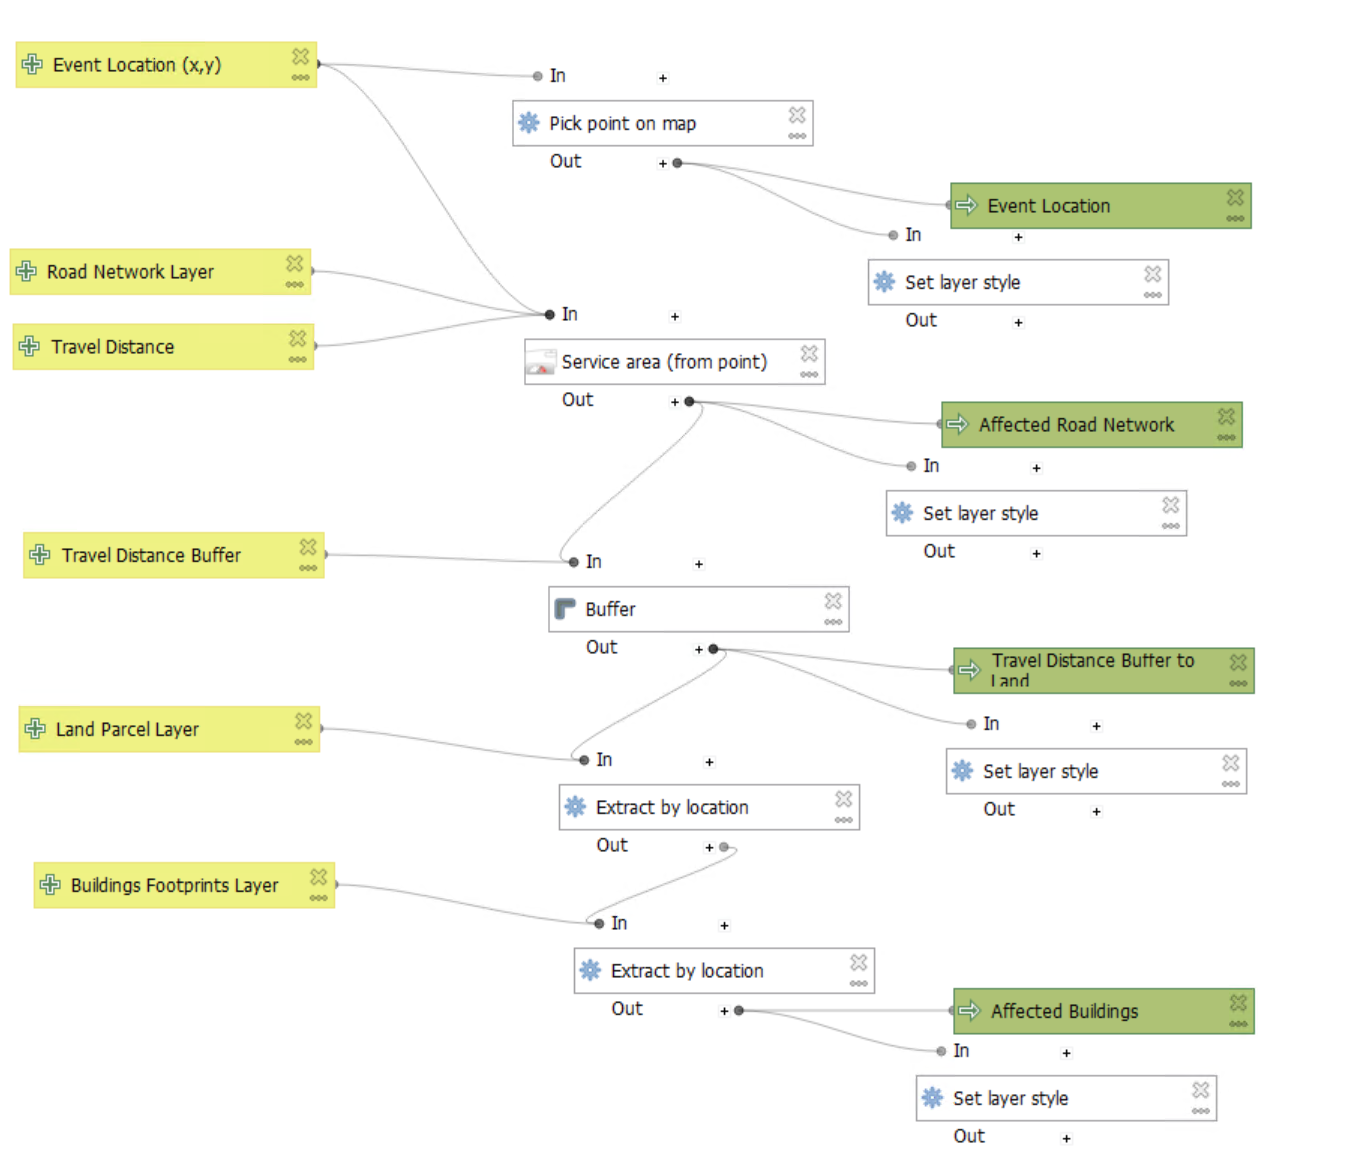 Event Location (x,y)
In
Pick point on map
Out
Event Location
In
Set layer style
Out
Road Network Layer
Travel Distance
In
Service area (from point)
Out
Affected Road Network
In
Set layer style
Out
Travel Distance Buffer
In
Buffer
Out
Travel Distance Buffer to
Land
In
Set layer style
Out
Land Parcel Layer
In
Extract by location
Out
Buildings Footprints Layer
In
Extract by location
Out
Affected Buildings
In
Set layer style
Out